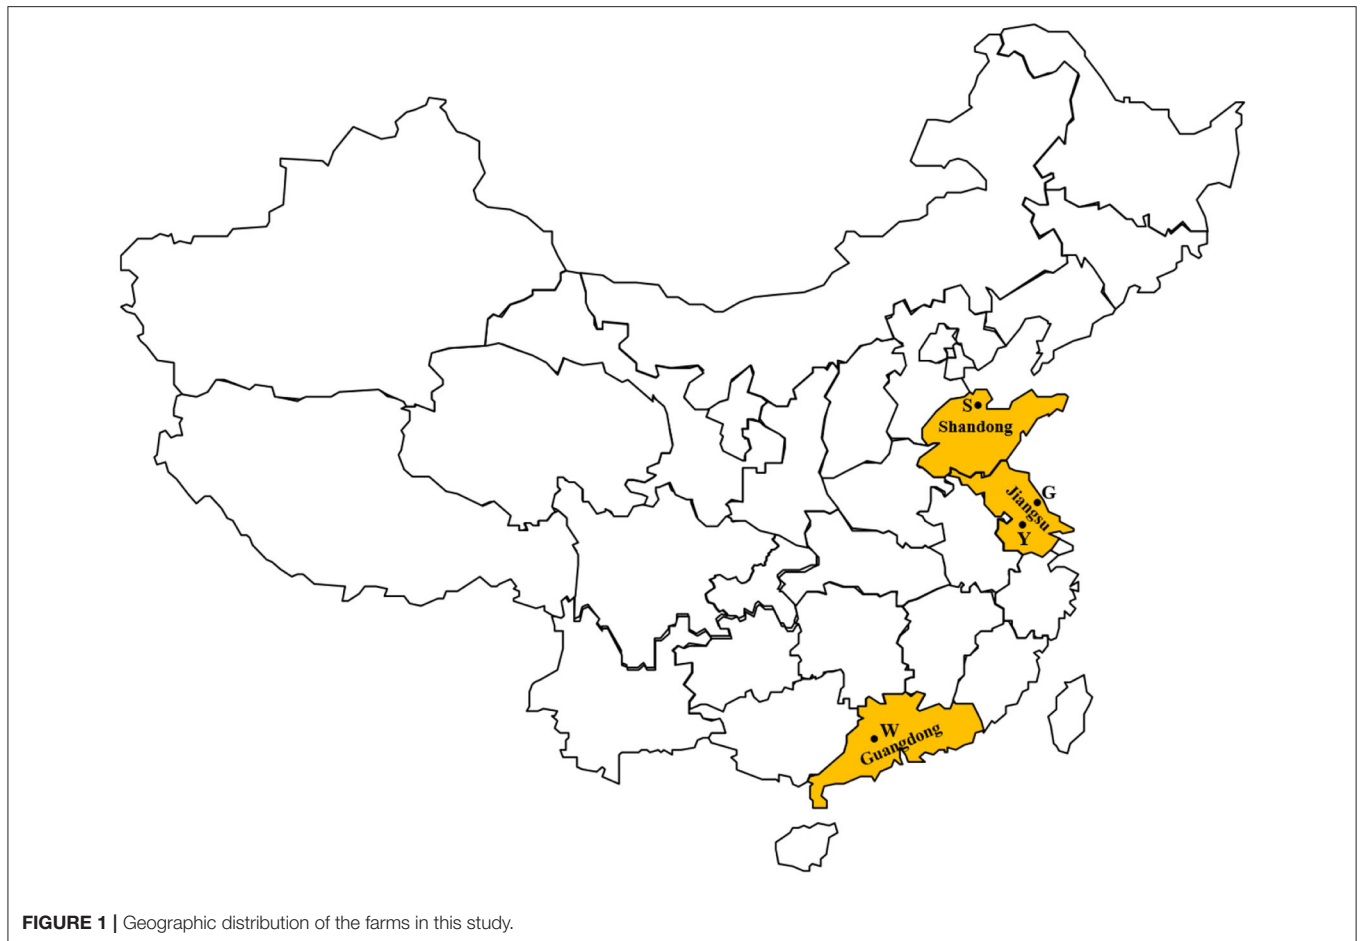 S
Shandong
G
Jiangsu
Y
W
Guangdong
FIGURE 1 | Geographic distribution of the farms in this study.